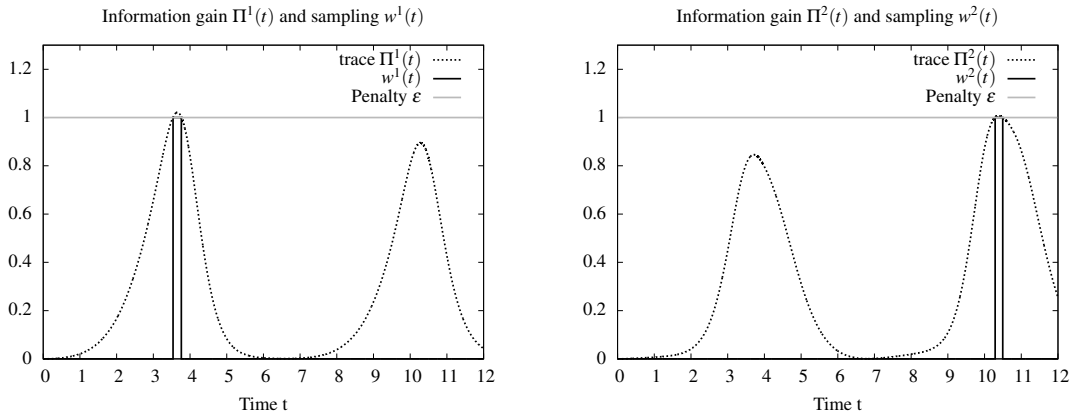 Information gain Π¹(t) and sampling w¹(t)
1.2
1
0.8
0.6
0.4
0.2
0
trace Π¹(t)
w¹(t)
Penalty ε
0 1 2 3 4 5 6 7 8 9 10 11 12
Time t
Information gain Π²(t) and sampling w²(t)
1.2
1
0.8
0.6
0.4
0.2
0
trace Π²(t)
w²(t)
Penalty ε
0 1 2 3 4 5 6 7 8 9 10 11 12
Time t